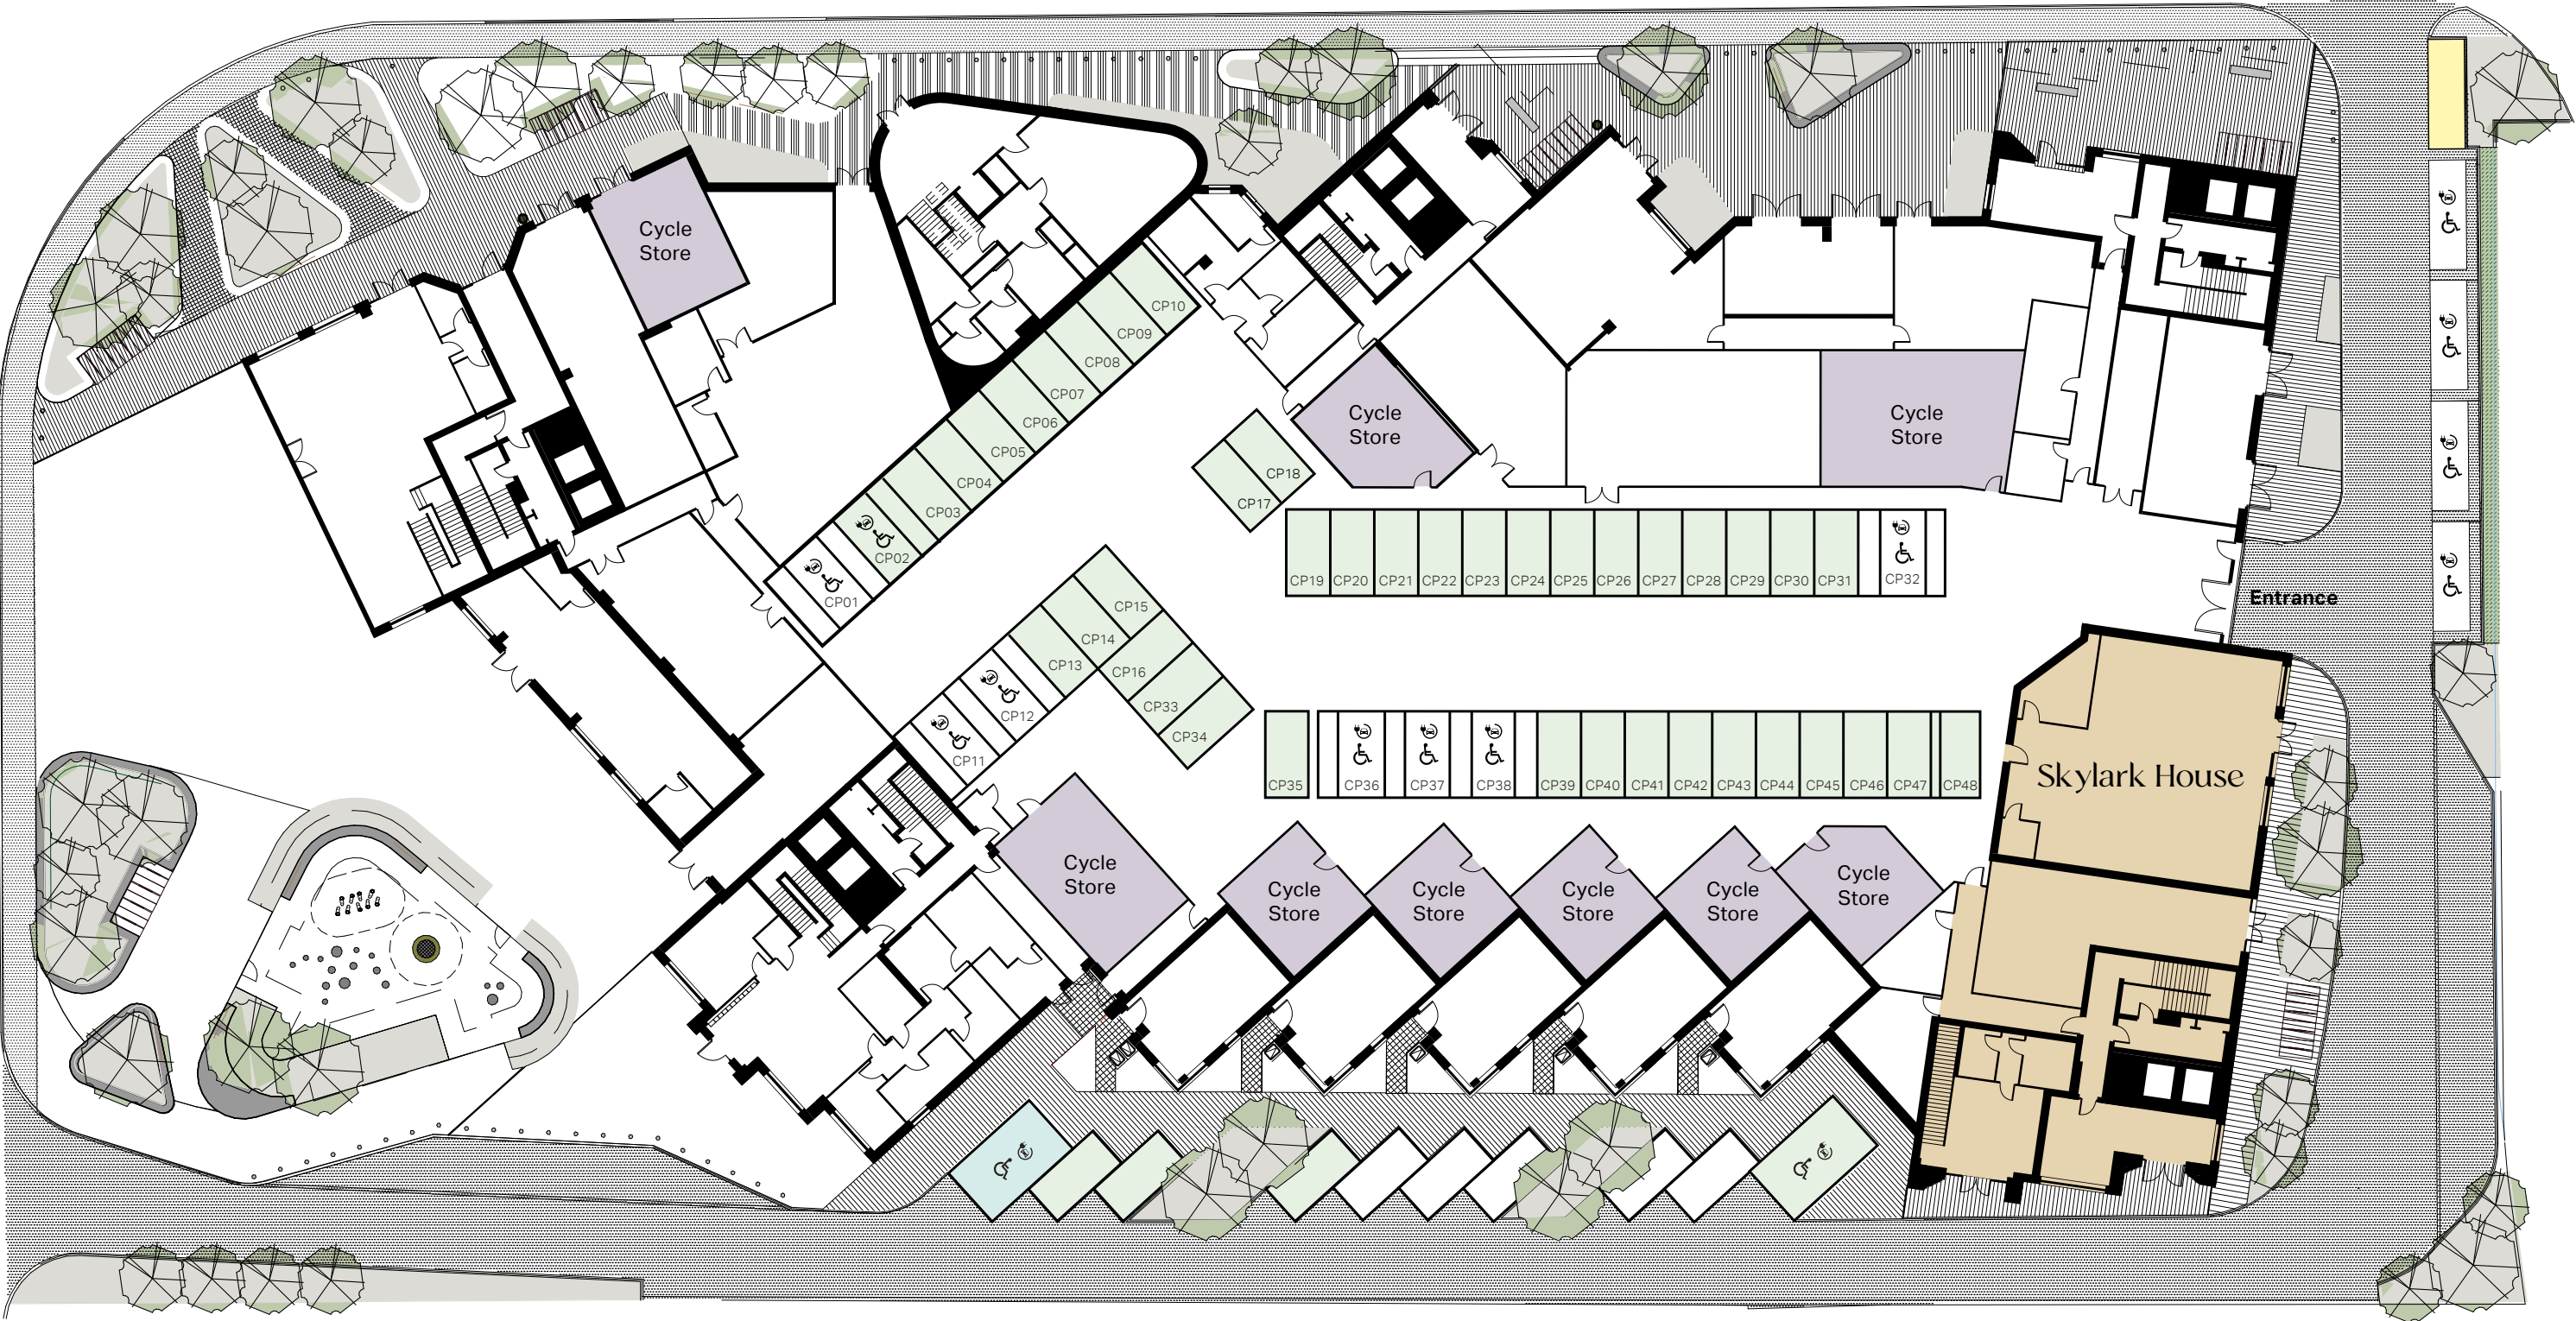 Cycle
Store
CP10
CP09
CP08
CP07
CP06
CP05
CP04
CP03
CP02
CP01
Cycle
Store
Cycle
Store
CP18
CP17
CP19
CP20
CP21
CP22
CP23
CP24
CP25
CP26
CP27
CP28
CP29
CP30
CP31
CP32
Entrance
CP15
CP14
CP13
CP12
CP11
CP16
CP33
CP34
CP35
CP36
CP37
CP38
CP39
CP40
CP41
CP42
CP43
CP44
CP45
CP46
CP47
CP48
Skylark House
Cycle
Store
Cycle
Store
Cycle
Store
Cycle
Store
Cycle
Store
Cycle
Store